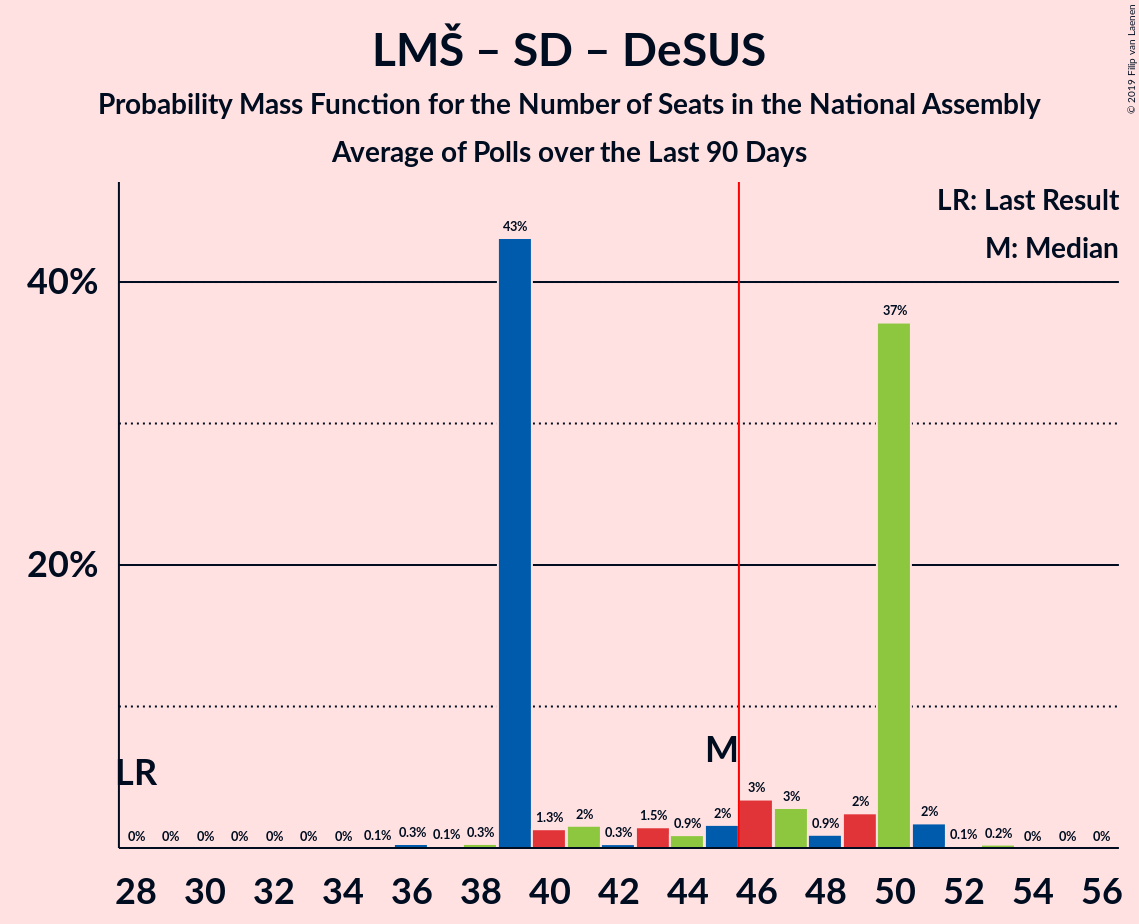 LMŠ – SD – DeSUS
Probability Mass Function for the Number of Seats in the National Assembly
Average of Polls over the Last 90 Days
© 2019 Filip van Laenen
LR: Last Result
M: Median
40%
20%
43%
37%
M
LR
0% 0% 0% 0% 0% 0% 0% 0.1% 0.3% 0.1% 0.3% 1.3% 2% 0.3% 1.5% 0.9% 2% 3% 3% 0.9% 2% 2% 0.1% 0.2% 0% 0% 0%
28 30 32 34 36 38 40 42 44 46 48 50 52 54 56